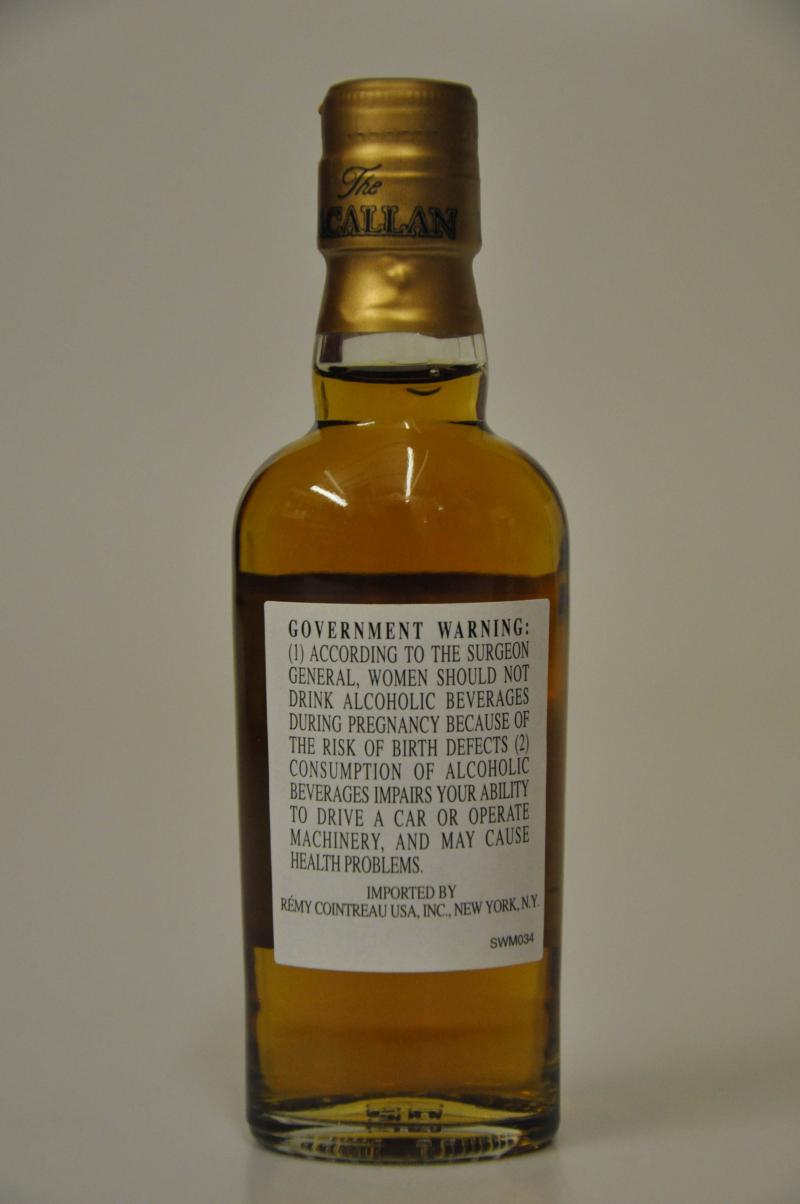 The
ACALLAN
GOVERNMENT WARNING:
(1) ACCORDING TO THE SURGEON
GENERAL, WOMEN SHOULD NOT
DRINK ALCOHOLIC BEVERAGES
DURING PREGNANCY BECAUSE OF
THE RISK OF BIRTH DEFECTS (2)
CONSUMPTION OF ALCOHOLIC
BEVERAGES IMPAIRS YOUR ABILITY
TO DRIVE A CAR OR OPERATE
MACHINERY, AND MAY CAUSE
HEALTH PROBLEMS.
IMPORTED BY
RÉMY COINTREAU USA, INC., NEW YORK, N.Y.
SWM034